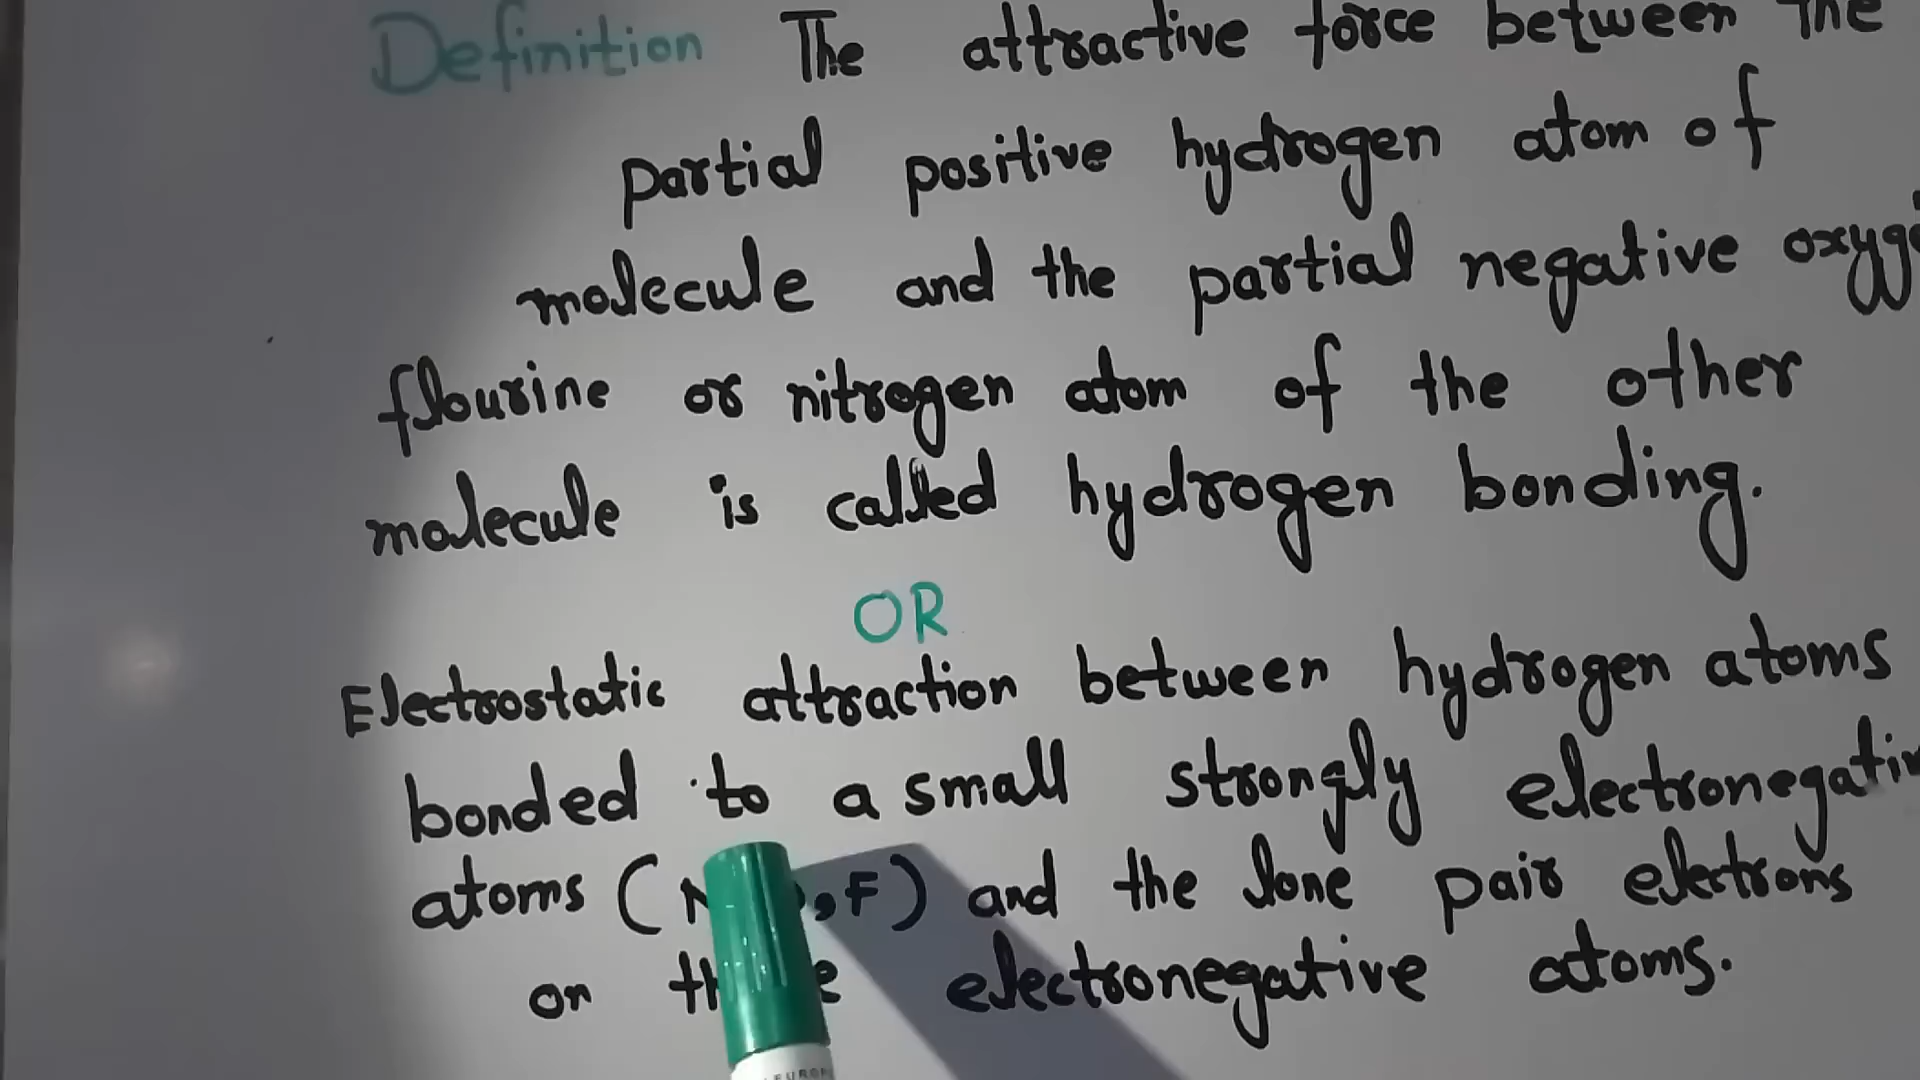 Definition The attractive force between the
partial positive hydrogen atom of
molecule and the partial negative
flourine or nitrogen atom of the other
molecule is called hydrogen bonding.
OR
Electrostatic attraction between hydrogen atoms
bonded to a small strongly
atoms ( ,F) and the lone pair electrons
on electronegative atoms.